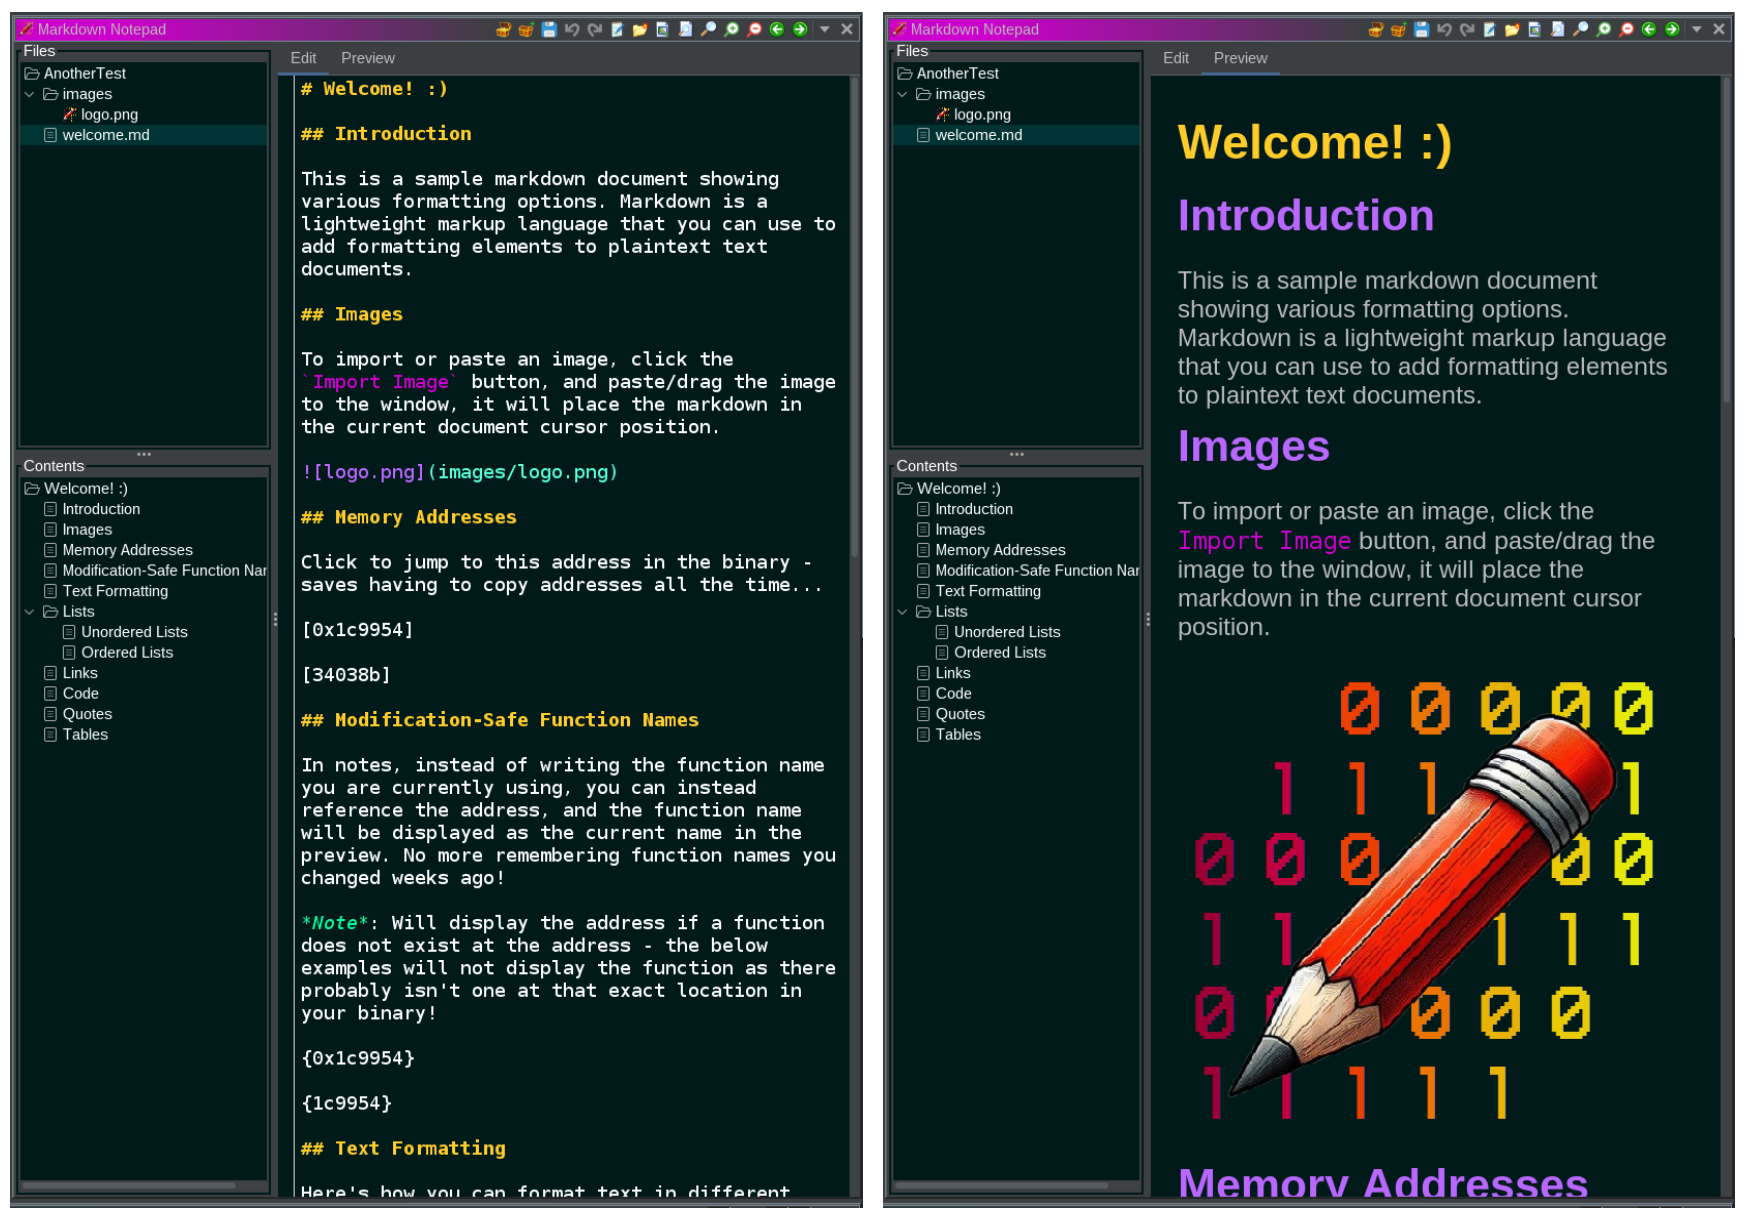 Markdown Notepad
Files
AnotherTest
images
logo.png
welcome.md
Contents
Welcome! :)
Introduction
Images
Memory Addresses
Modification-Safe Function Nar
Text Formatting
Lists
Unordered Lists
Ordered Lists
Links
Code
Quotes
Tables
Edit Preview
# Welcome! :)
## Introduction
This is a sample markdown document showing
various formatting options. Markdown is a
lightweight markup language that you can use to
add formatting elements to plaintext text
documents.
## Images
To import or paste an image, click the
`Import Image` button, and paste/drag the image
to the window, it will place the markdown in
the current document cursor position.
![logo.png](images/logo.png)
## Memory Addresses
Click to jump to this address in the binary -
saves having to copy addresses all the time...
[0x1c9954]
[34038b]
## Modification-Safe Function Names
In notes, instead of writing the function name
you are currently using, you can instead
reference the address, and the function name
will be displayed as the current name in the
preview. No more remembering function names you
changed weeks ago!
*Note*: Will display the address if a function
does not exist at the address - the below
examples will not display the function as there
probably isn't one at that exact location in
your binary!
{0x1c9954}
{1c9954}
## Text Formatting
Here's how you can format text in different
Markdown Notepad
Files
AnotherTest
images
logo.png
welcome.md
Contents
Welcome! :)
Introduction
Images
Memory Addresses
Modification-Safe Function Nar
Text Formatting
Lists
Unordered Lists
Ordered Lists
Links
Code
Quotes
Tables
Edit Preview
Welcome! :)
Introduction
This is a sample markdown document
showing various formatting options.
Markdown is a lightweight markup language
that you can use to add formatting elements
to plaintext text documents.
Images
To import or paste an image, click the
Import Image button, and paste/drag the
image to the window, it will place the
markdown in the current document cursor
position.
0 0 0 0 0
1 1 1 1
0 0 0 0 0
1 1 1 1 1
0 0 0 0
1 1 1 1 1
Memory Addresses